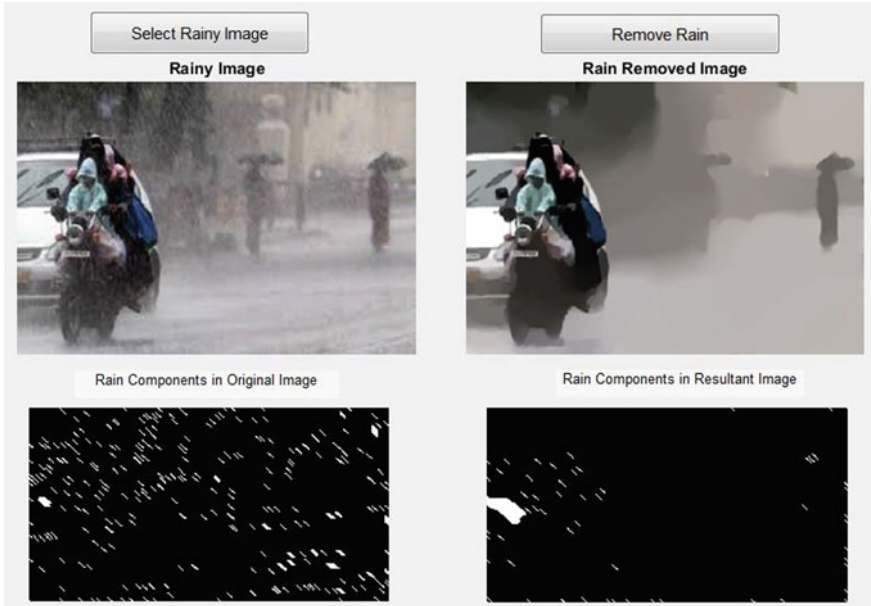 Select Rainy Image
Remove Rain
Rainy Image
Rain Removed Image
Rain Components in Original Image
Rain Components in Resultant Image